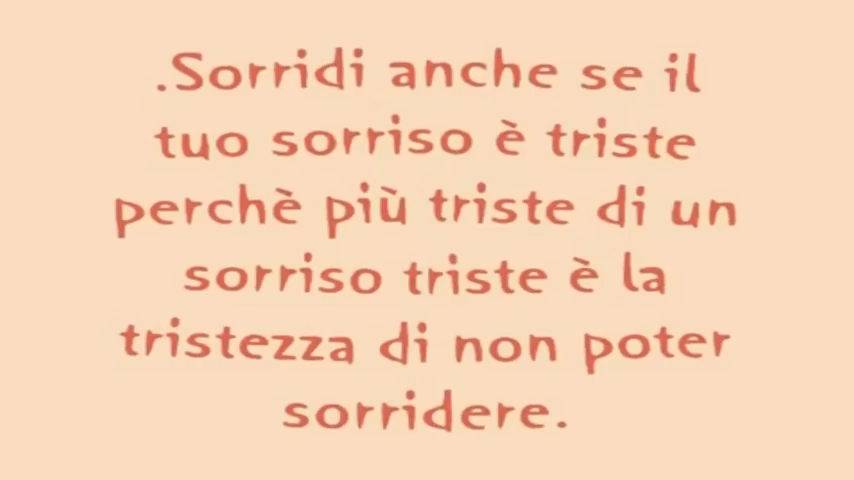 .Sorridi anche se il
tuo sorriso è triste
perchè più triste di un
sorriso triste è la
tristezza di non poter
sorridere.